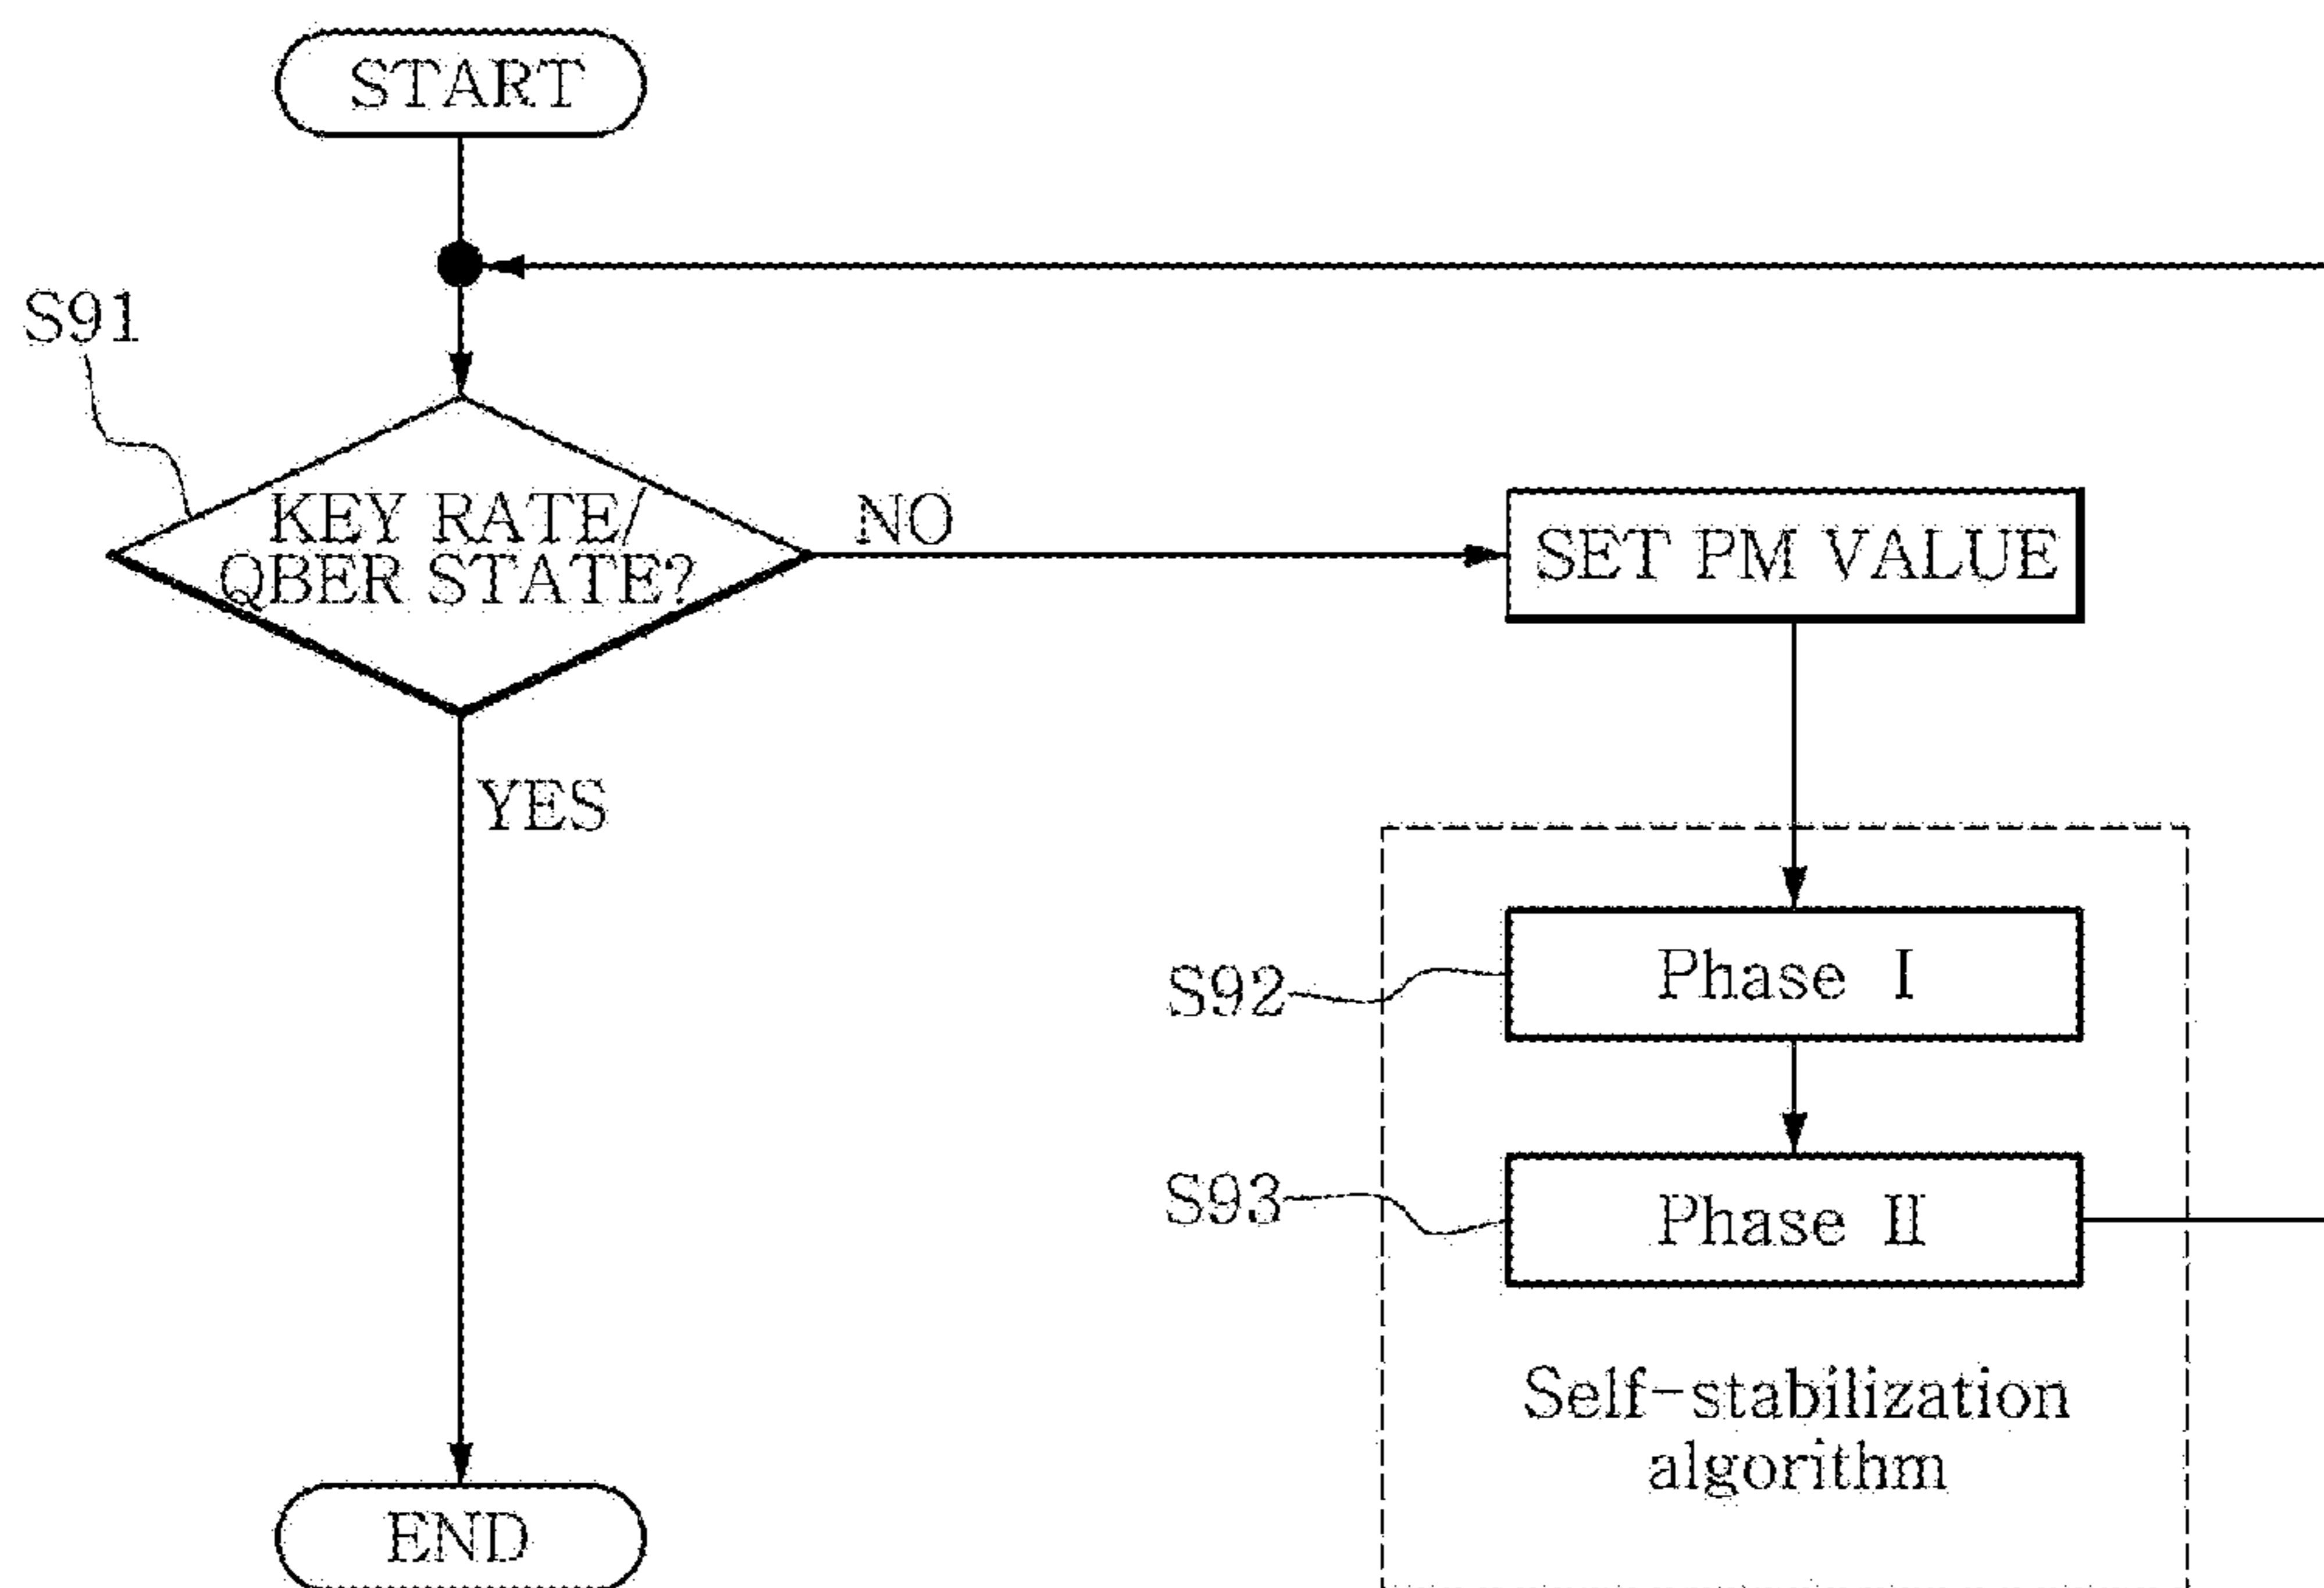 START
S91
KEY RATE/
QBER STATE?
NO
SET PM VALUE
YES
S92
Phase I
S93
Phase II
Self-stabilization
algorithm
END